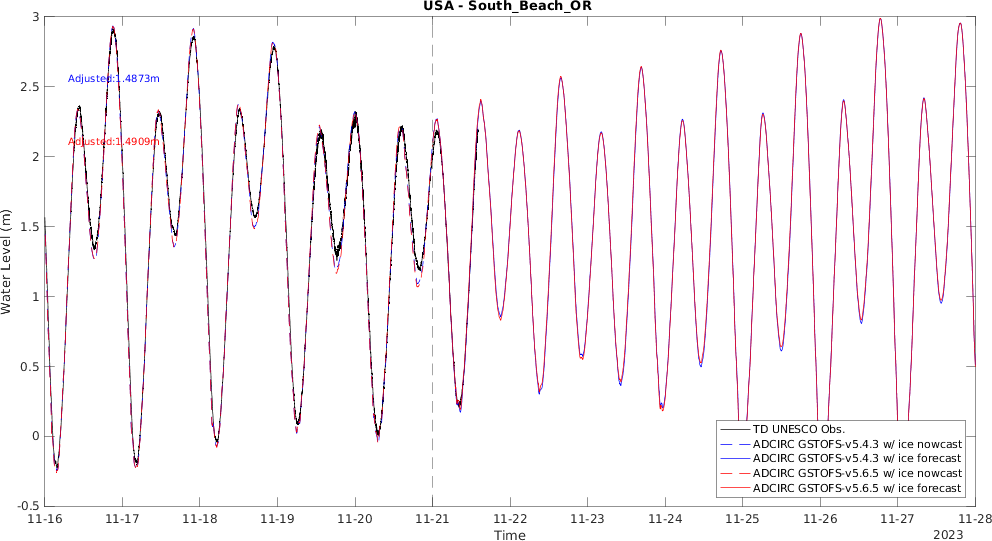 USA - South_Beach_OR
3
2.5
2
1.5
1
0.5
0
-0.5
Water Level (m)
Adjusted:1.4873m
Adjusted:1.4909m
TD UNESCO Obs.
ADCIRC GSTOFS-v5.4.3 w/ ice nowcast
ADCIRC GSTOFS-v5.4.3 w/ ice forecast
ADCIRC GSTOFS-v5.6.5 w/ ice nowcast
ADCIRC GSTOFS-v5.6.5 w/ ice forecast
11-16 11-17 11-18 11-19 11-20 11-21 11-22 11-23 11-24 11-25 11-26 11-27 11-28
Time
2023